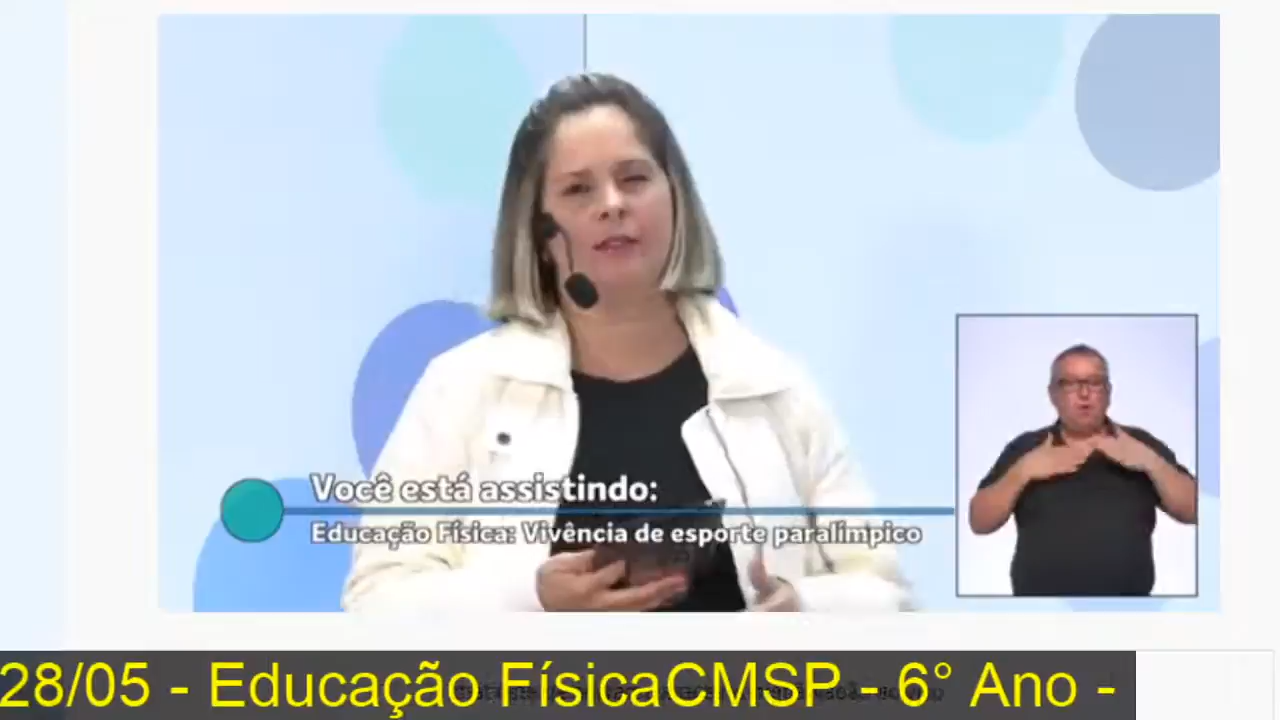 Você está assistindo:
Educação Física: Vivência de esporte paralímpico
28/05 - Educação FísicaCMSP - 6° Ano -